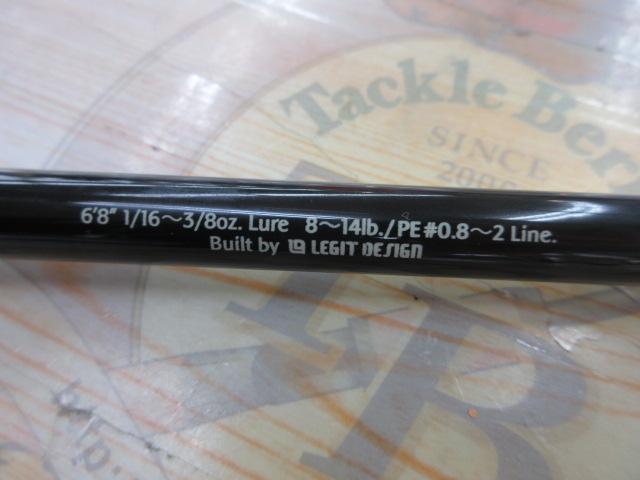 Tackle Berry
SINCE
6'8" 1/16～3/8oz. Lure 8～14lb./PE#0.8～2 Line.
Built by LEGIT DESIGN